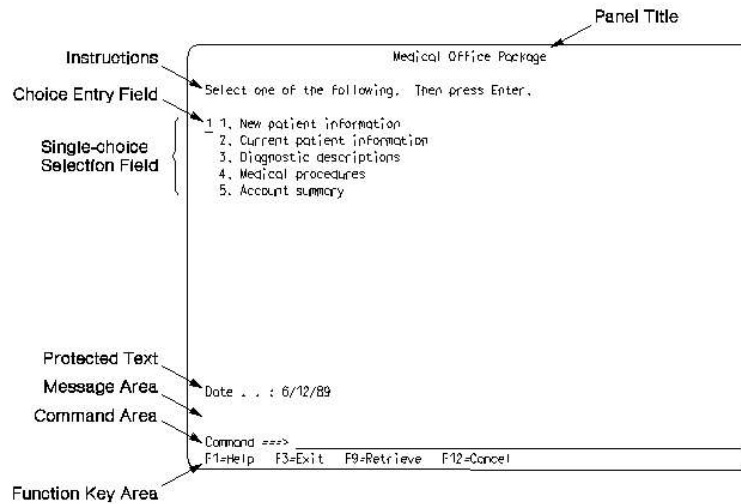 Panel Title
Instructions
Medical Office Package
Select one of the following. Then press Enter.
Choice Entry Field
1 1. New patient information
2. Current patient information
Single-choice
Selection Field
3. Diagnostic descriptions
4. Medical procedures
5. Account summary
Protected Text
Date . . : 6/12/89
Message Area
Command Area
Command ===>
F1=Help F3=Exit F9=Retrieve F12=Cancel
Function Key Area